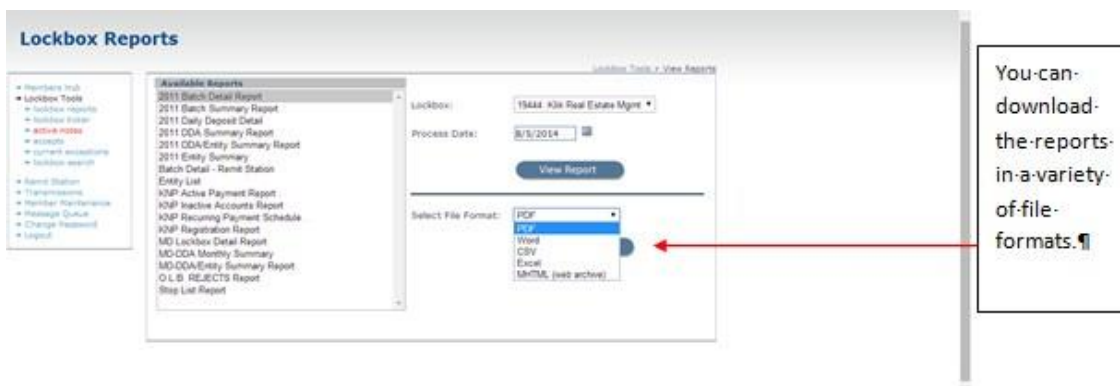 Lockbox Reports
Lockbox Tools > View Reports
Members Hub
Lockbox Tools
lockbox reports
lockbox ticker
active notes
accepts
current exceptions
lockbox search
Remit Station
Transmissions
Member Maintenance
Message Queue
Change Password
Logout
Available Reports
2011 Batch Detail Report
2011 Batch Summary Report
2011 Daily Deposit Detail
2011 DDA Summary Report
2011 DDA/Entity Summary Report
2011 Entity Summary
Batch Detail - Remit Station
Entity List
KNP Active Payment Report
KNP Inactive Accounts Report
KNP Recurring Payment Schedule
KNP Registration Report
MD Lockbox Detail Report
MD-DDA Monthly Summary
MD-DDA/Entity Summary Report
O.L.B. REJECTS Report
Stop List Report
Lockbox: Real Estate Mgmt
Process Date: 8/5/2014
View Report
Select File Format: PDF
PDF
Word
CSV
Excel
MHTML (web archive)
You·can·
download·
the·reports·
in·a·variety·
of·file·
formats.¶